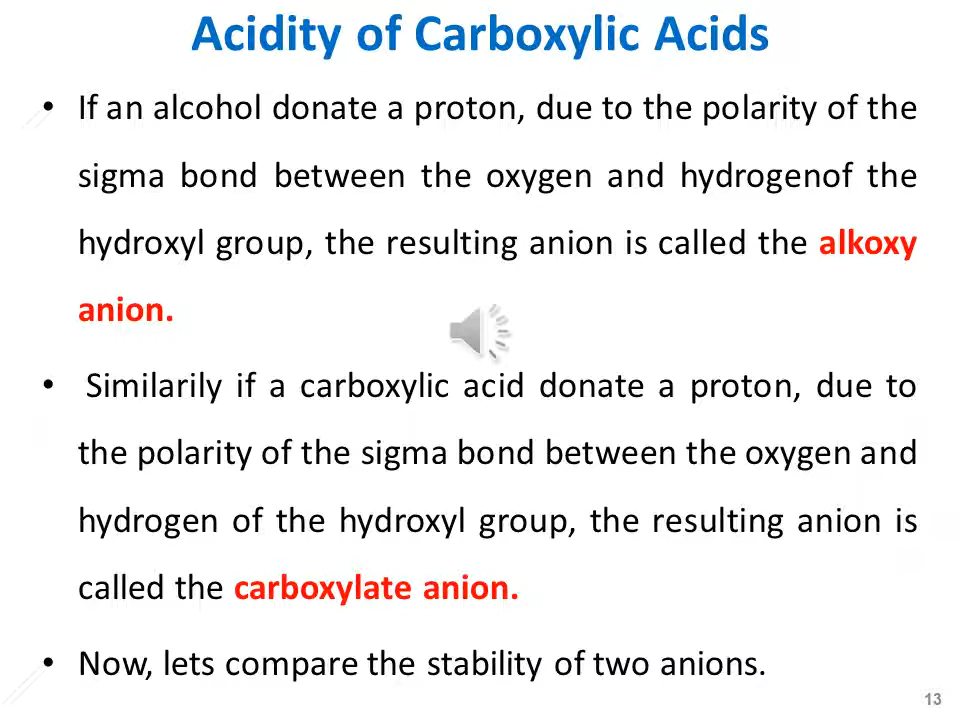 Acidity of Carboxylic Acids
• If an alcohol donate a proton, due to the polarity of the
sigma bond between the oxygen and hydrogenof the
hydroxyl group, the resulting anion is called the alkoxy
anion.
• Similarily if a carboxylic acid donate a proton, due to
the polarity of the sigma bond between the oxygen and
hydrogen of the hydroxyl group, the resulting anion is
called the carboxylate anion.
• Now, lets compare the stability of two anions.
13